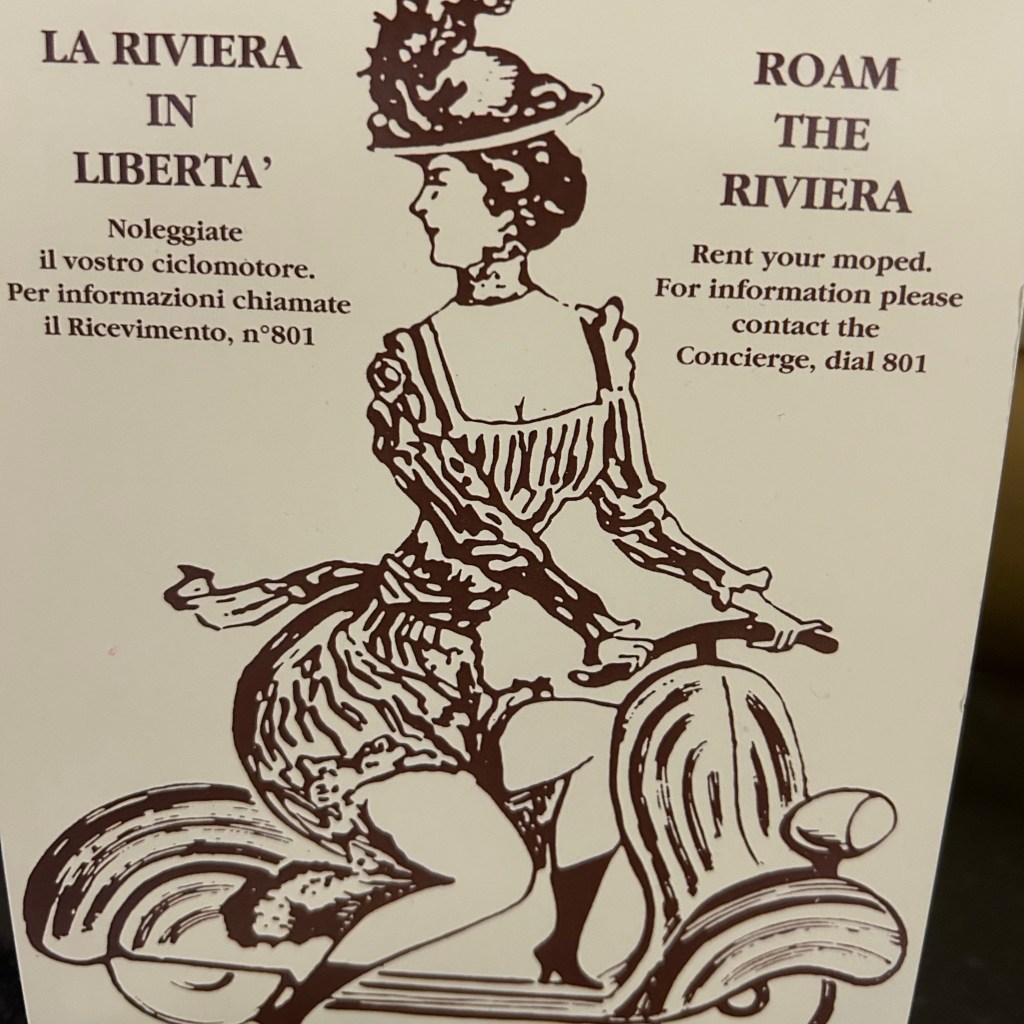 LA RIVIERA
IN
LIBERTA’
Noleggiate
il vostro ciclomotore.
Per informazioni chiamate
il Ricevimento, n°801
ROAM
THE
RIVIERA
Rent your moped.
For information please
contact the
Concierge, dial 801